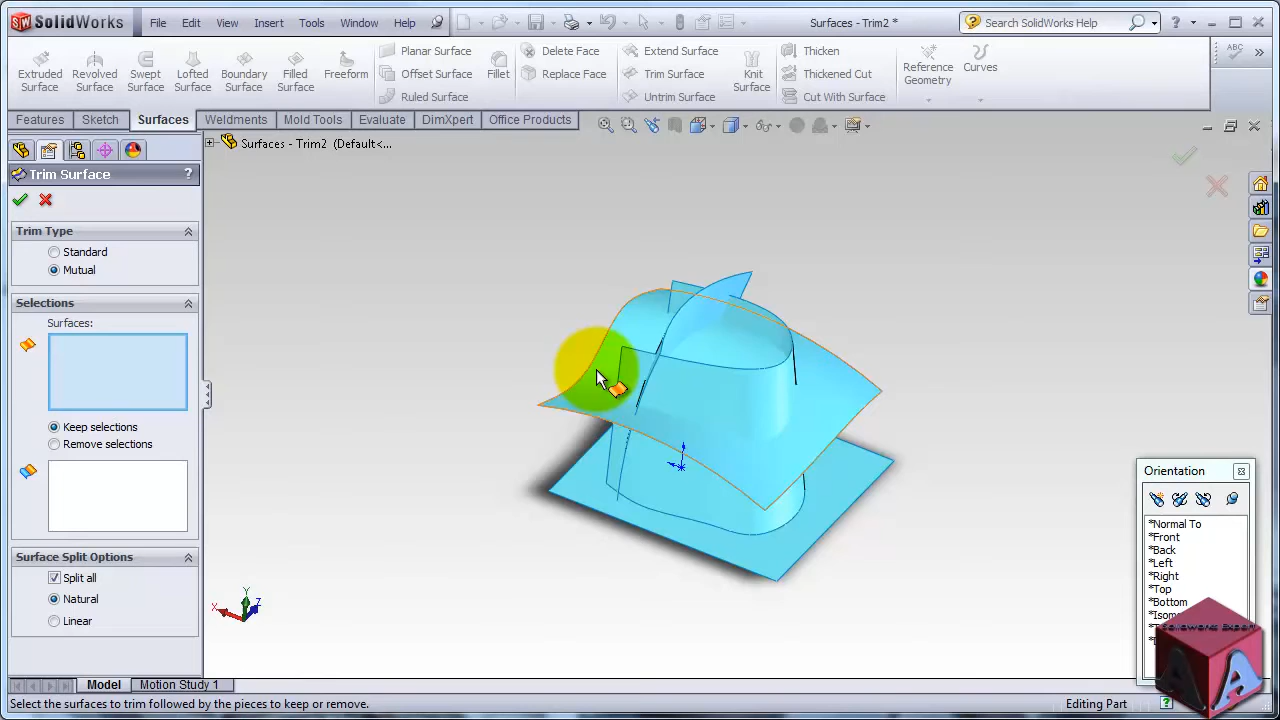 SolidWorks
File Edit View Insert Tools Window Help
Surfaces - Trim2 *
Search SolidWorks Help
Extruded Surface
Revolved Surface
Swept Surface
Lofted Surface
Boundary Surface
Filled Surface
Freeform
Planar Surface
Offset Surface
Ruled Surface
Fillet
Delete Face
Replace Face
Extend Surface
Trim Surface
Untrim Surface
Knit Surface
Thicken
Thickened Cut
Cut With Surface
Reference Geometry
Curves
ABC
Features Sketch Surfaces Weldments Mold Tools Evaluate DimXpert Office Products
Surfaces - Trim2 (Default<...
Trim Surface ?
Trim Type
Standard
Mutual
Selections
Surfaces:
Keep selections
Remove selections
Surface Split Options
Split all
Natural
Linear
X Y Z
Orientation
*Normal To
*Front
*Back
*Left
*Right
*Top
*Bottom
Solidworks Expert
A A
Model Motion Study 1
Select the surfaces to trim followed by the pieces to keep or remove.
Editing Part